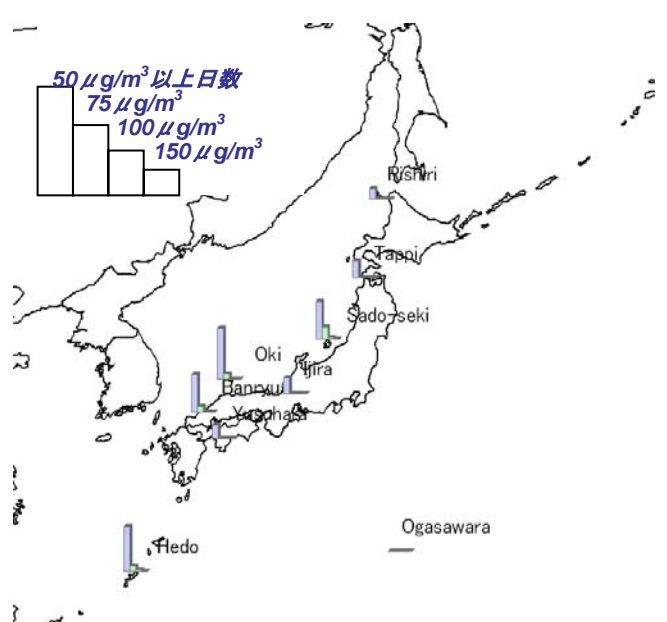 50μg/m³以上日数
75μg/m³
100μg/m³
150μg/m³
Rishiri
Tappi
Sado-seki
Oki
Ijira
Banryu
Yusuhara
Hedo
Ogasawara